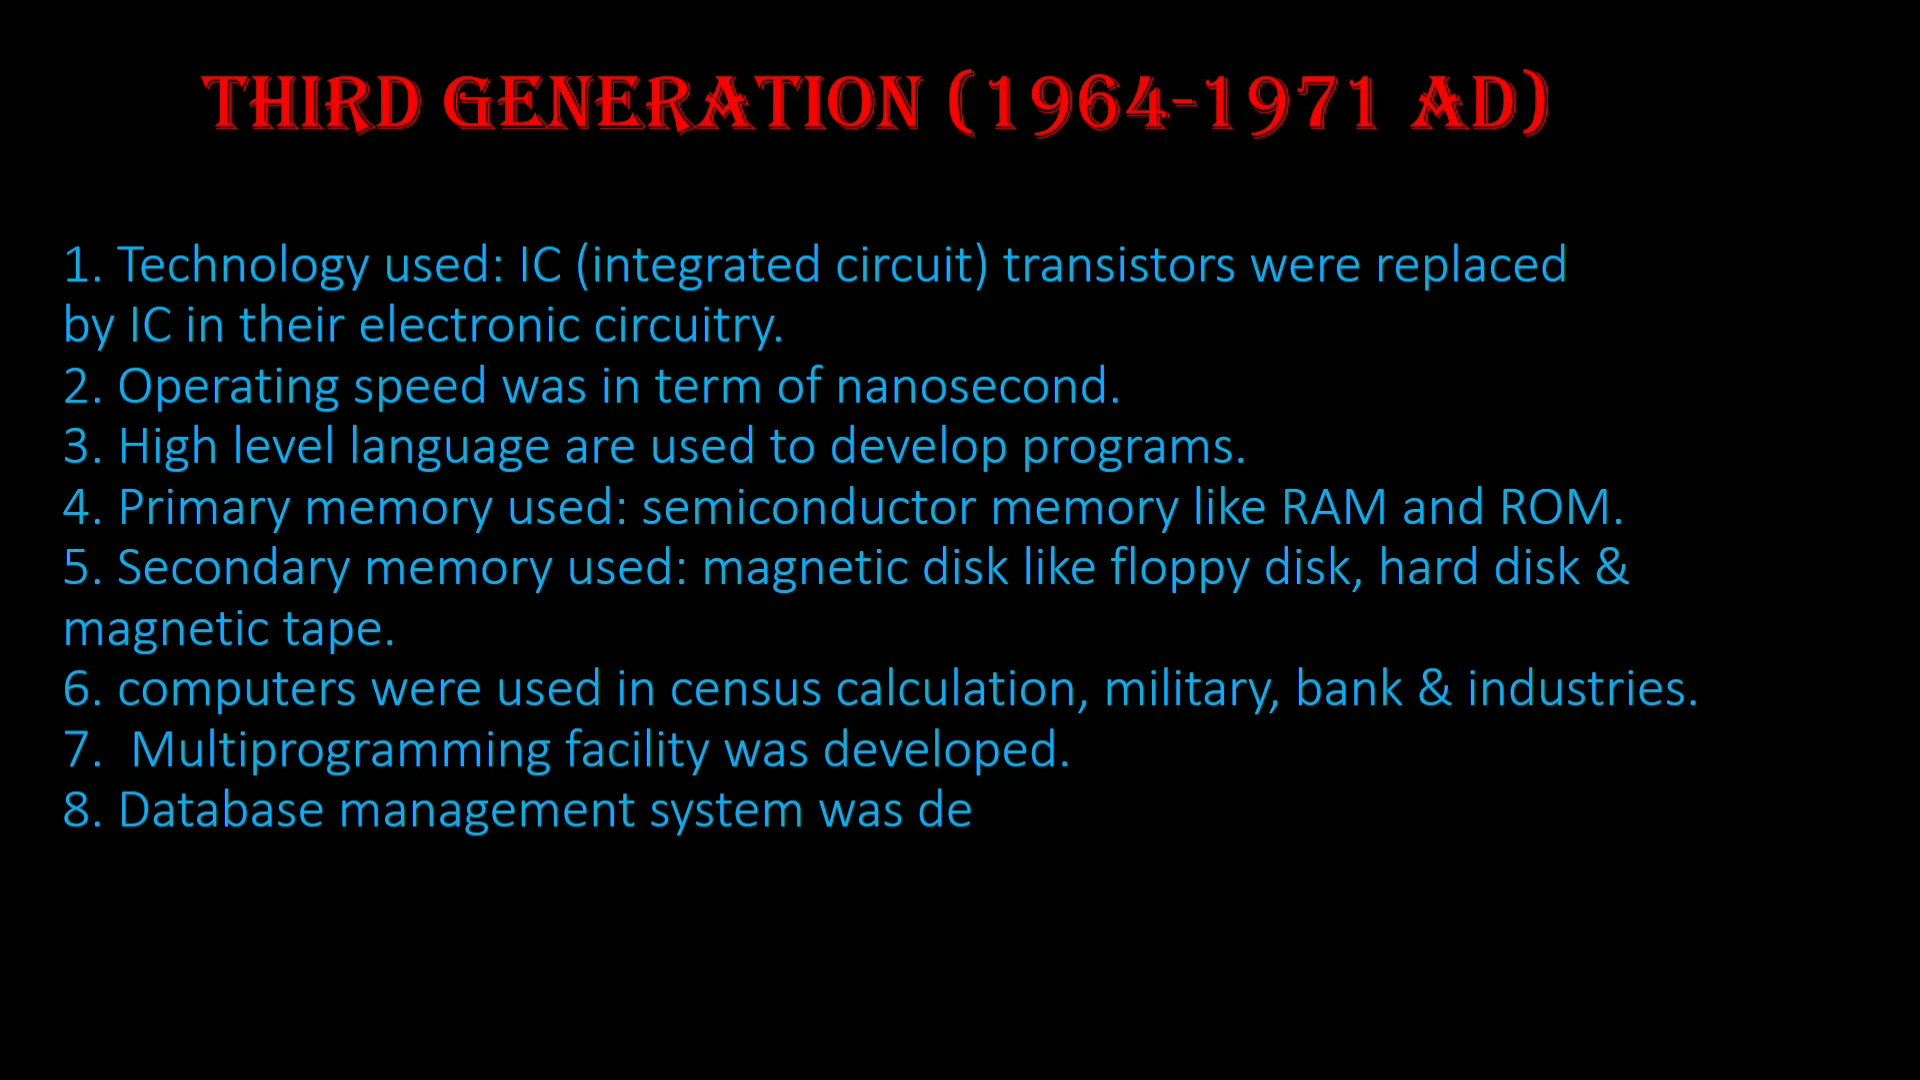 THIRD GENERATION (1964-1971 AD)
1. Technology used: IC (integrated circuit) transistors were replaced
by IC in their electronic circuitry.
2. Operating speed was in term of nanosecond.
3. High level language are used to develop programs.
4. Primary memory used: semiconductor memory like RAM and ROM.
5. Secondary memory used: magnetic disk like floppy disk, hard disk &
magnetic tape.
6. computers were used in census calculation, military, bank & industries.
7.  Multiprogramming facility was developed.
8. Database management system was de